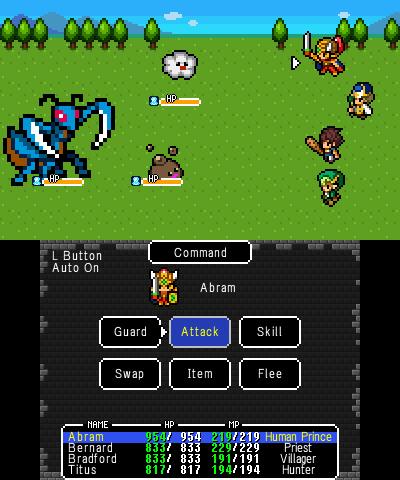 HP
HP
HP
L Button
Auto On
Command
Abram
Guard Attack Skill
Swap Item Flee
NAME HP MP
Abram 954/ 954 219/219 Human Prince
Bernard 833/ 833 229/229 Priest
Bradford 833/ 833 191/191 Villager
Titus 817/ 817 194/194 Hunter